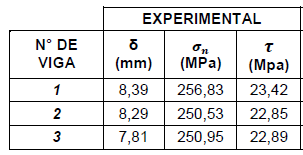 EXPERIMENTAL
N° DE VIGA δ (mm) σn (MPa) τ (Mpa)
1 8,39 256,83 23,42
2 8,29 250,53 22,85
3 7,81 250,95 22,89